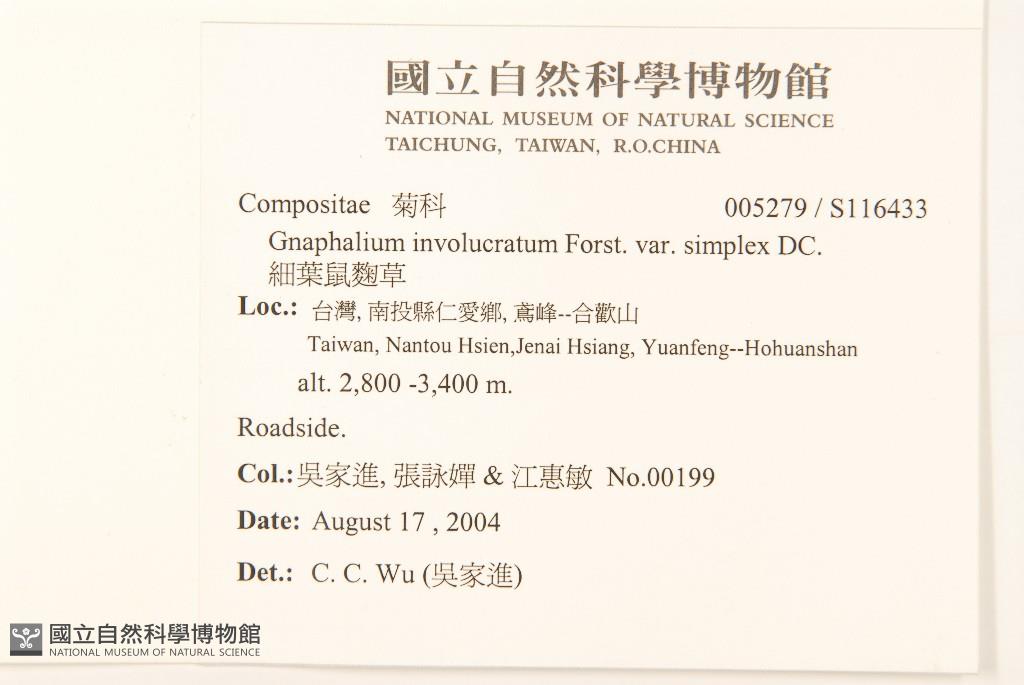 國立自然科學博物館
NATIONAL MUSEUM OF NATURAL SCIENCE
TAICHUNG, TAIWAN, R.O.CHINA
Compositae 菊科 005279 / S116433
Gnaphalium involucratum Forst. var. simplex DC.
細葉鼠麴草
Loc.: 台灣, 南投縣仁愛鄉, 鳶峰--合歡山
Taiwan, Nantou Hsien,Jenai Hsiang, Yuanfeng--Hohuanshan
alt. 2,800 -3,400 m.
Roadside.
Col.: 吳家進, 張詠嬋 & 江惠敏 No.00199
Date: August 17 , 2004
Det.: C. C. Wu (吳家進)
國立自然科學博物館
NATIONAL MUSEUM OF NATURAL SCIENCE